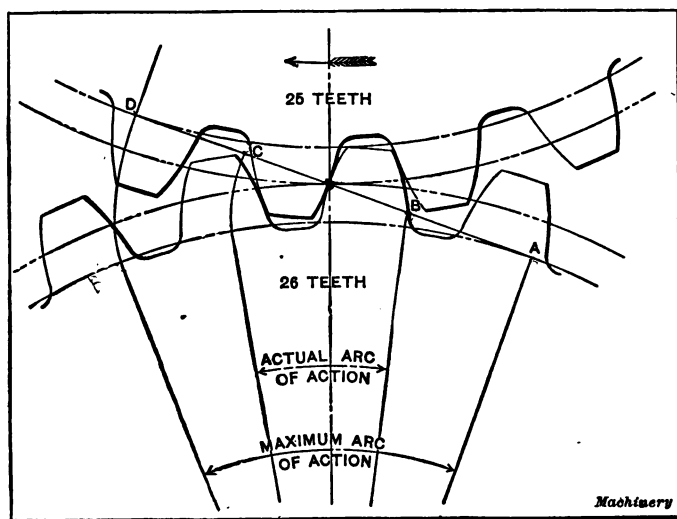 D
25 TEETH
C
B
A
26 TEETH
ACTUAL ARC
OF ACTION
MAXIMUM ARC
OF ACTION
Machinery